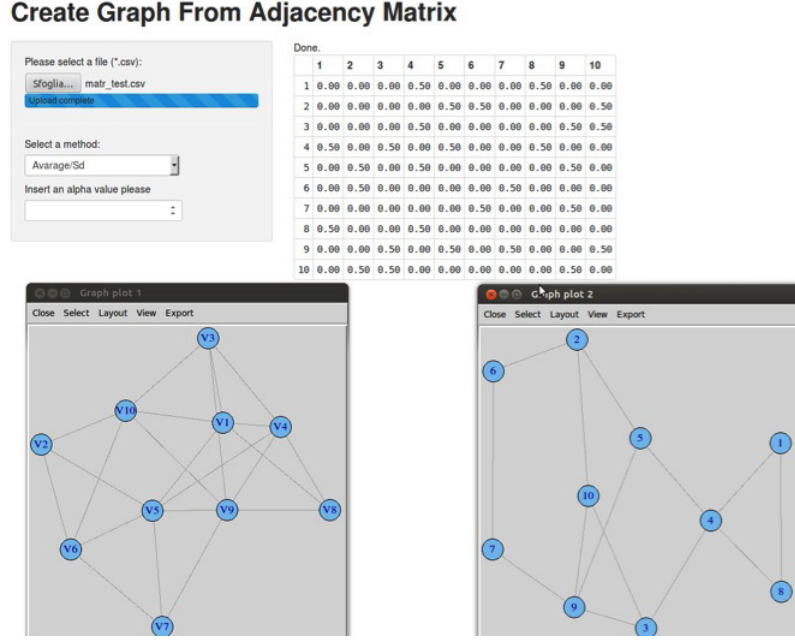 Create Graph From Adjacency Matrix
Please select a file (*.csv):
Sfoglia... matr_test.csv
Upload complete
Select a method:
Avarage/Sd
Insert an alpha value please
Done.
1 2 3 4 5 6 7 8 9 10
1 0.00 0.00 0.00 0.50 0.00 0.00 0.00 0.50 0.00 0.00
2 0.00 0.00 0.00 0.00 0.50 0.50 0.00 0.00 0.00 0.50
3 0.00 0.00 0.00 0.50 0.00 0.00 0.00 0.00 0.50 0.50
4 0.50 0.00 0.50 0.00 0.50 0.00 0.00 0.50 0.00 0.00
5 0.00 0.50 0.00 0.50 0.00 0.00 0.00 0.00 0.50 0.00
6 0.00 0.50 0.00 0.00 0.00 0.00 0.50 0.00 0.00 0.00
7 0.00 0.00 0.00 0.00 0.00 0.50 0.00 0.00 0.50 0.00
8 0.50 0.00 0.00 0.50 0.00 0.00 0.00 0.00 0.00 0.00
9 0.00 0.00 0.50 0.00 0.50 0.00 0.50 0.00 0.00 0.50
10 0.00 0.50 0.50 0.00 0.00 0.00 0.00 0.00 0.50 0.00
Graph plot 1
Close Select Layout View Export
V3
V10
V1
V4
V2
V5
V9
V8
V6
V7
ph plot 2
Close Select Layout View Export
2
6
5
1
10
4
7
8
9
3